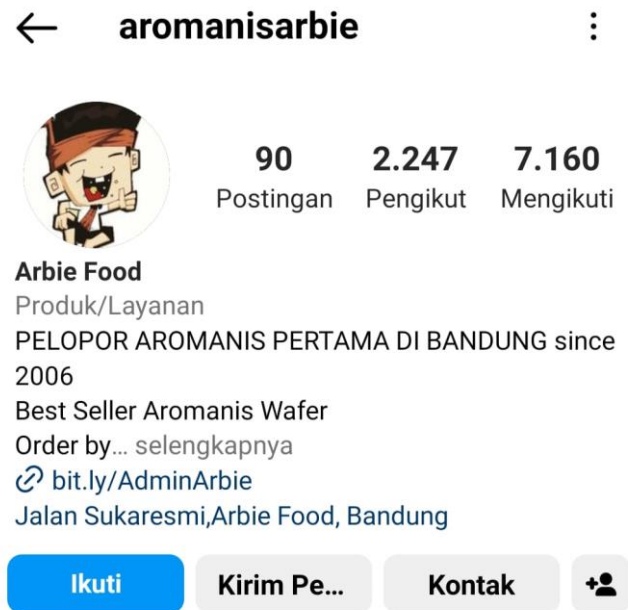 aromanisarbie
90 2.247 7.160
Postingan Pengikut Mengikuti
Arbie Food
Produk/Layanan
PELOPOR AROMANIS PERTAMA DI BANDUNG since
2006
Best Seller Aromanis Wafer
Order by... selengkapnya
bit.ly/AdminArbie
Jalan Sukaresmi,Arbie Food, Bandung
Ikuti Kirim Pe... Kontak